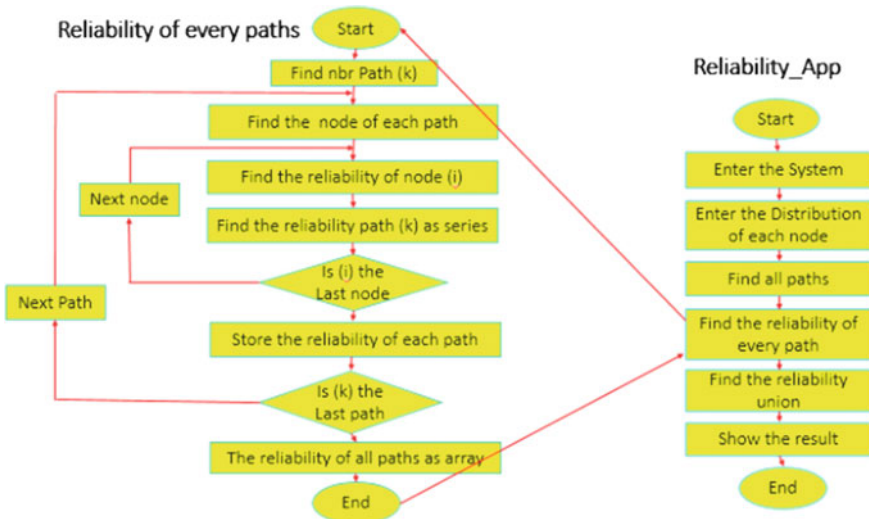 Reliability of every paths
Start
Find nbr Path (k)
Find the node of each path
Find the reliability of node (i)
Next node
Find the reliability path (k) as series
Is (i) the
Last node
Next Path
Store the reliability of each path
Is (k) the
Last path
The reliability of all paths as array
End
Reliability_App
Start
Enter the System
Enter the Distribution
of each node
Find all paths
Find the reliability of
every path
Find the reliability
union
Show the result
End